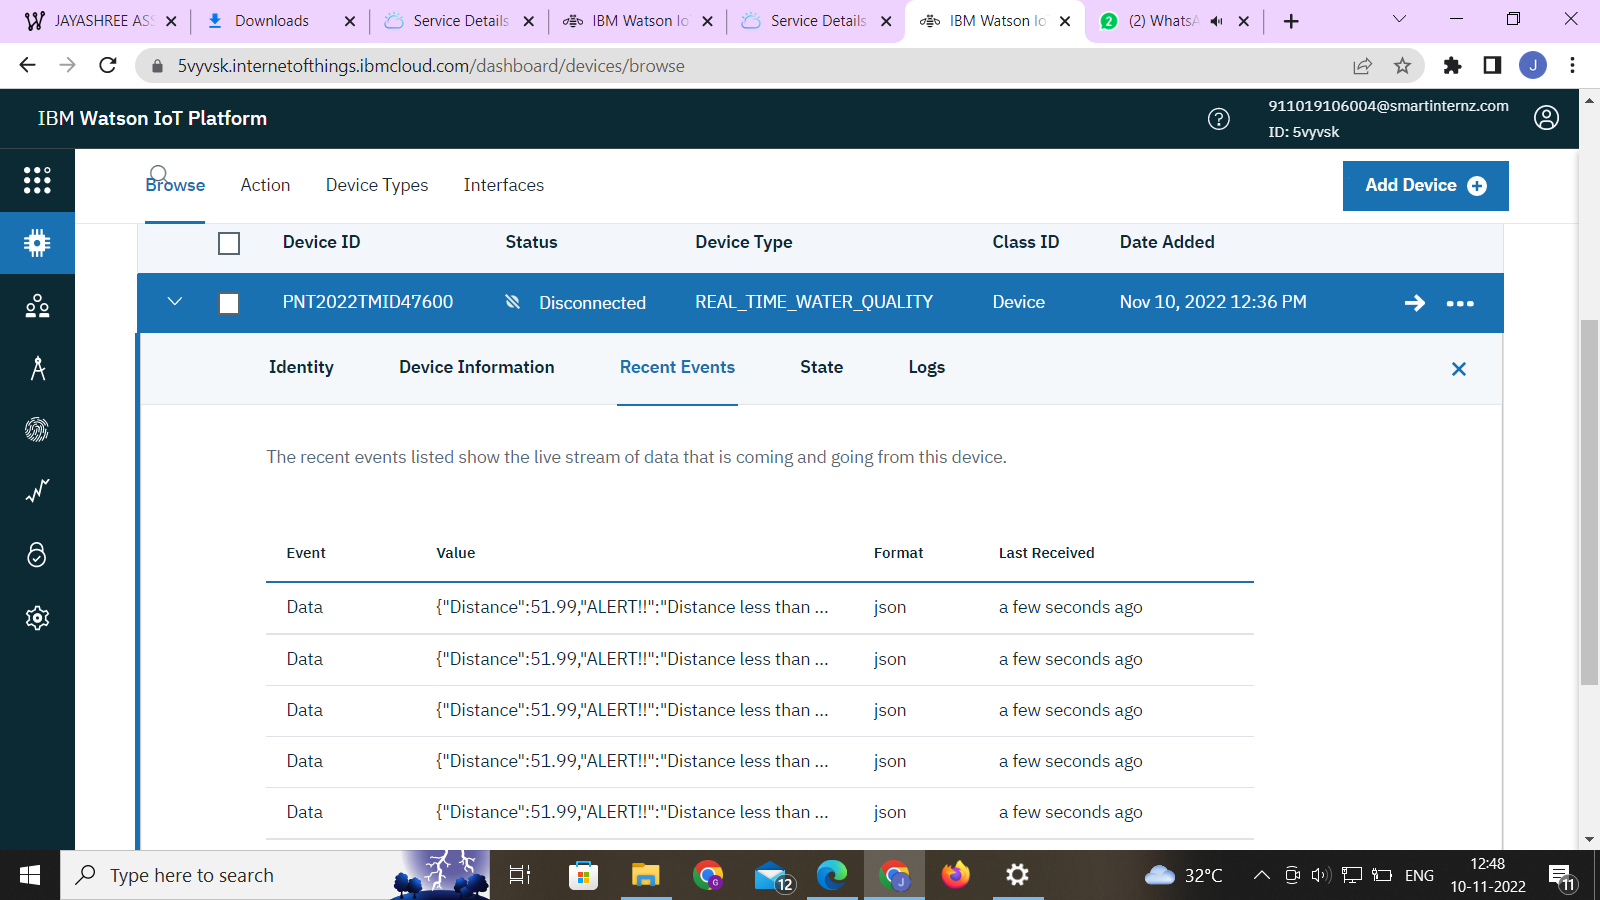 JAYASHREE ASS
Downloads
Service Details
IBM Watson Io
Service Details
IBM Watson Io
(2) WhatsA
5vyvsk.internetofthings.ibmcloud.com/dashboard/devices/browse
J
IBM Watson IoT Platform
911019106004@smartinternz.com
ID: 5vyvsk
Browse Action Device Types Interfaces
Add Device
Device ID Status Device Type Class ID Date Added
PNT2022TMID47600 Disconnected REAL_TIME_WATER_QUALITY Device Nov 10, 2022 12:36 PM
Identity Device Information Recent Events State Logs
The recent events listed show the live stream of data that is coming and going from this device.
Event Value Format Last Received
Data {"Distance":51.99,"ALERT!!":"Distance less than ... json a few seconds ago
Data {"Distance":51.99,"ALERT!!":"Distance less than ... json a few seconds ago
Data {"Distance":51.99,"ALERT!!":"Distance less than ... json a few seconds ago
Data {"Distance":51.99,"ALERT!!":"Distance less than ... json a few seconds ago
Data {"Distance":51.99,"ALERT!!":"Distance less than ... json a few seconds ago
Type here to search
12
32°C
ENG
12:48
10-11-2022
11